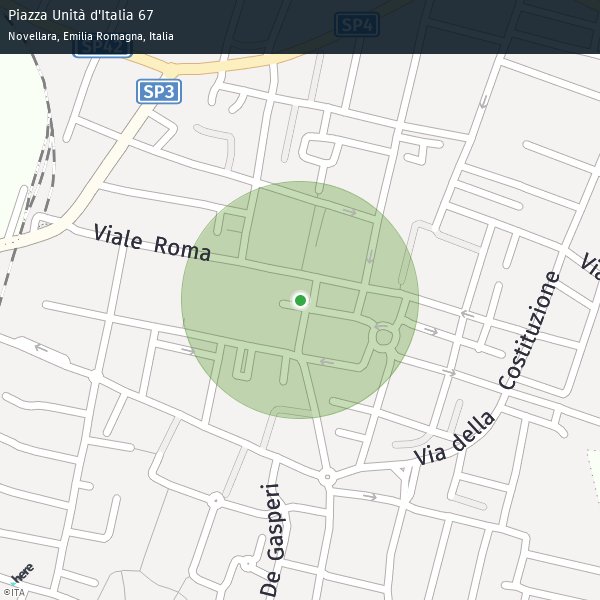 Piazza Unità d'Italia 67
Novellara, Emilia Romagna, Italia
SP4
SP42
SP3
Viale Roma
Via
Costituzione
Via della
De Gasperi
here
©ITA